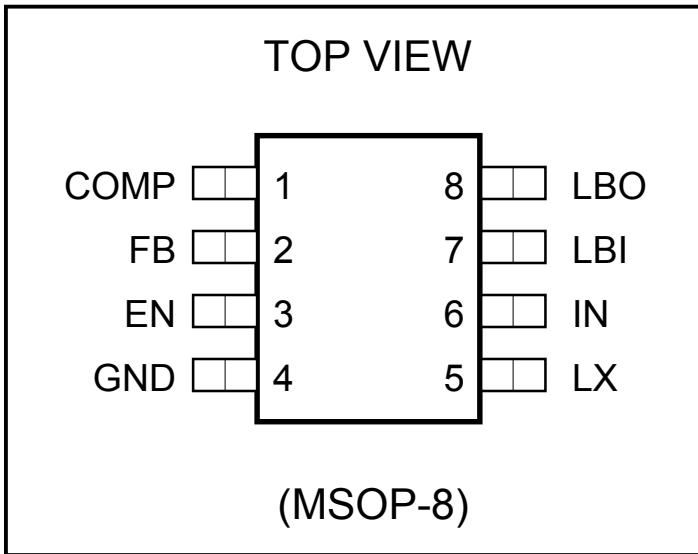 TOP VIEW
COMP 1 8 LBO
FB 2 7 LBI
EN 3 6 IN
GND 4 5 LX
(MSOP-8)